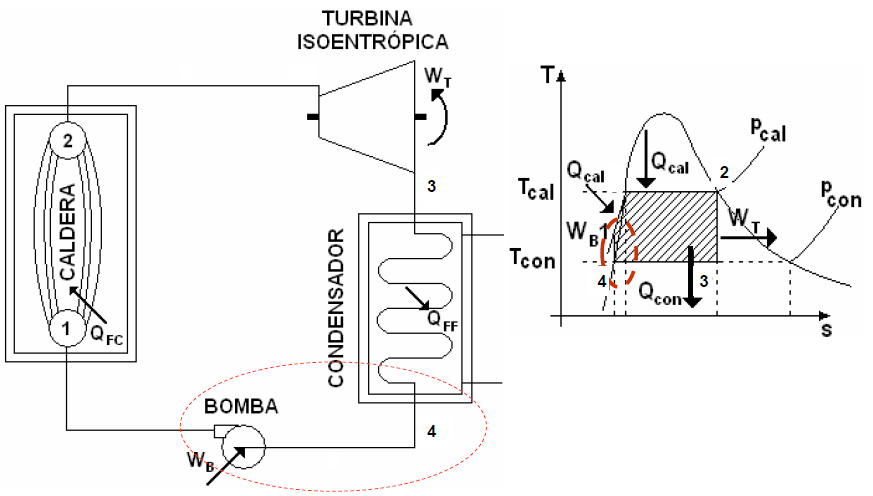 TURBINA
ISOENTRÓPICA
W_T
2
CALDERA
1
Q_FC
3
CONDENSADOR
Q_FF
BOMBA
W_B
4
T
p_cal
Q_cal
Q_cal
2
T_cal
p_con
W_B
1
W_T
T_con
4
3
Q_con
s